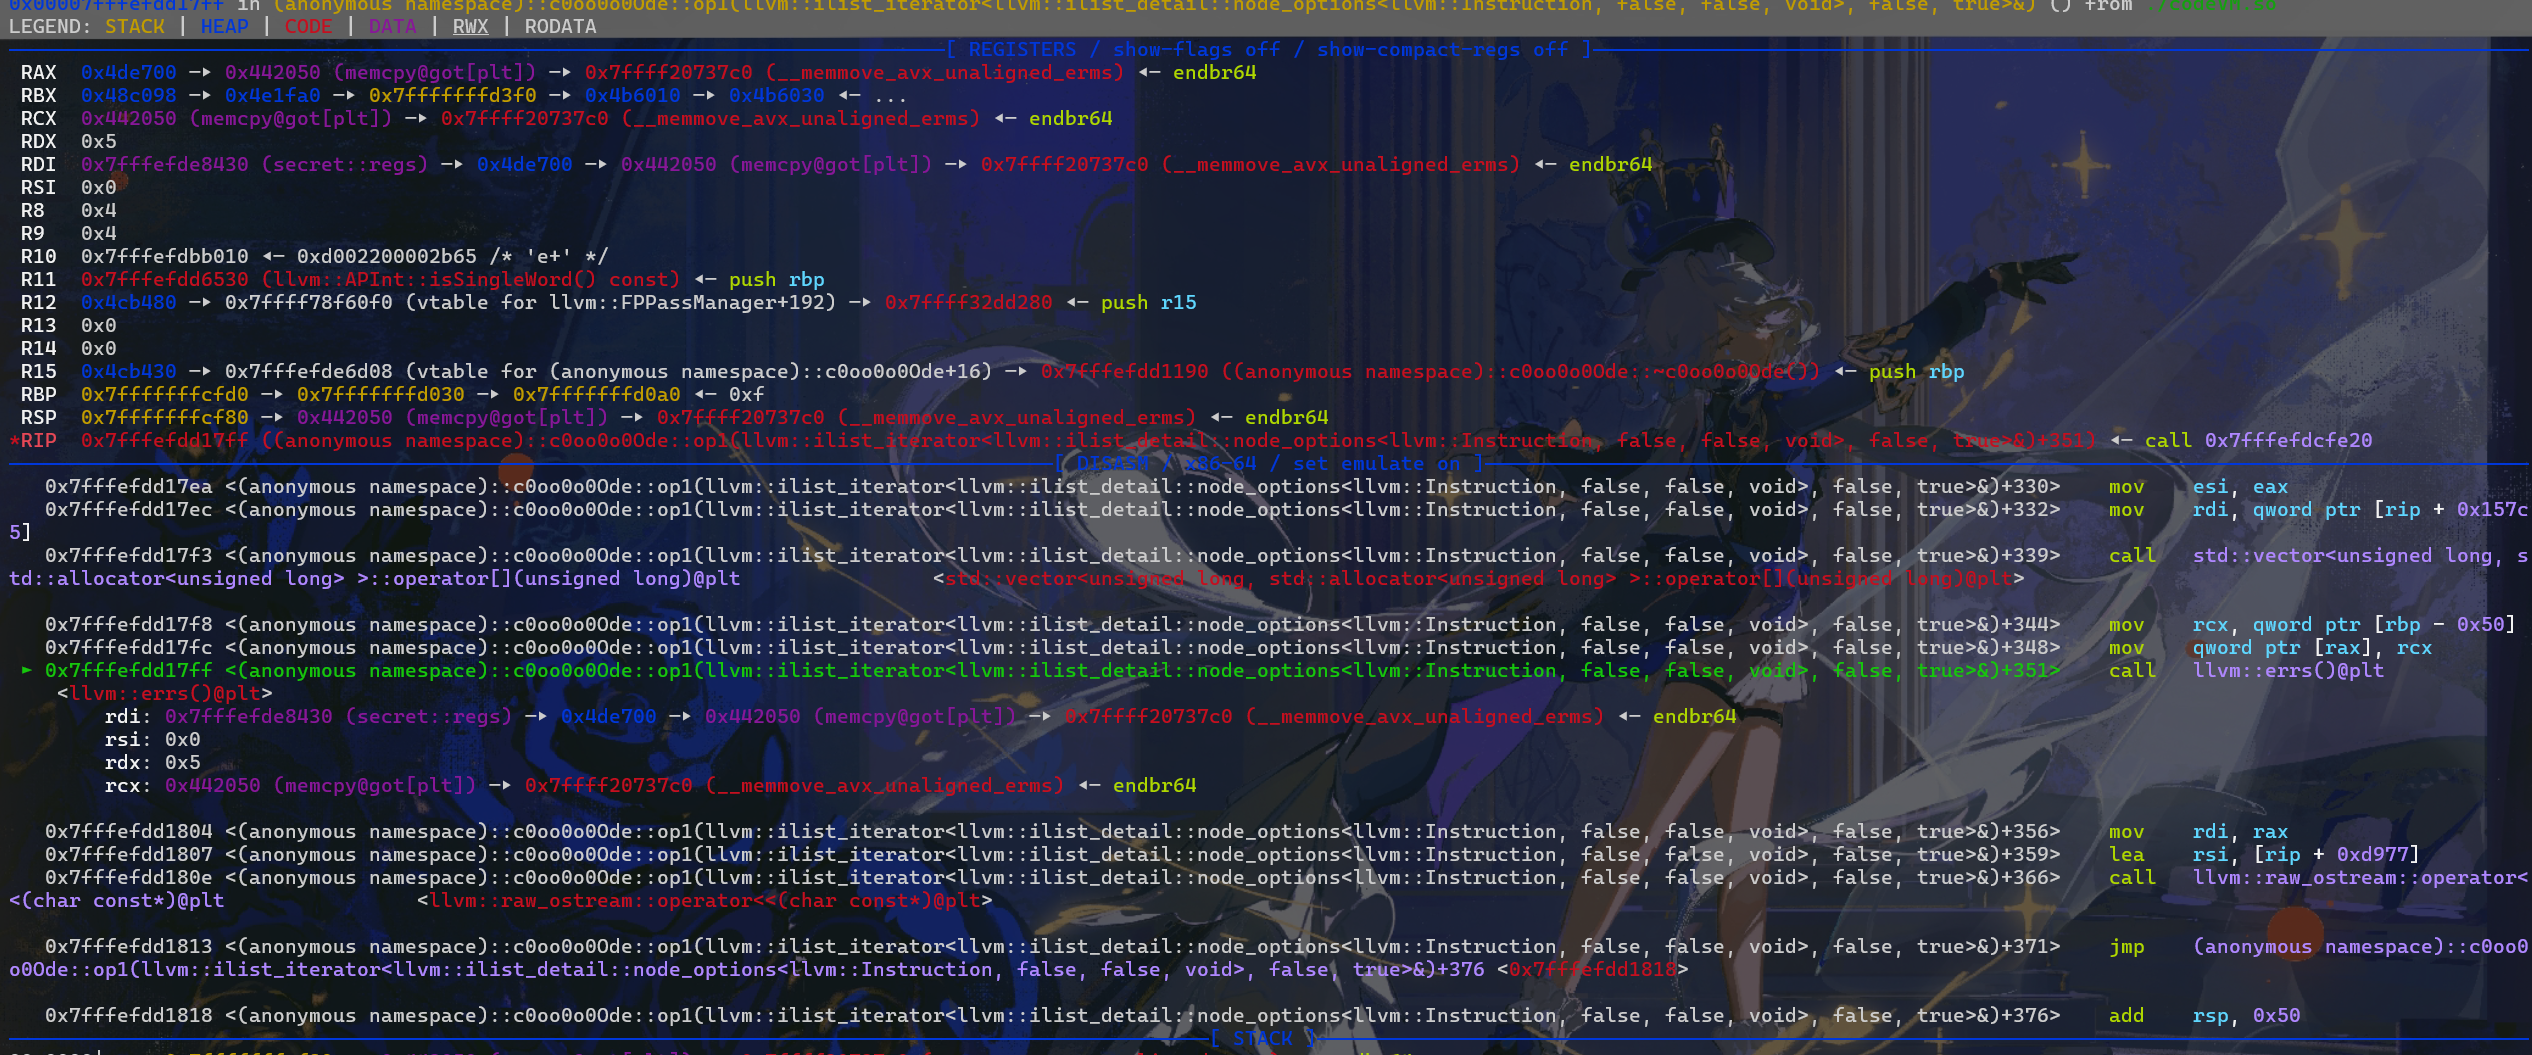 0x00007fffefdd17ff in (anonymous namespace)::c0oo0o0Ode::op1(llvm::ilist_iterator<llvm::ilist_detail::node_options<llvm::Instruction, false, false, void>, false, true>&) () from ./codevm.so
LEGEND: STACK | HEAP | CODE | DATA | RWX | RODATA
[ REGISTERS / show-flags off / show-compact-regs off ]
RAX  0x4de700 —▸ 0x442050 (memcpy@got[plt]) —▸ 0x7ffff20737c0 (__memmove_avx_unaligned_erms) ◂— endbr64
RBX  0x48c098 —▸ 0x4e1fa0 —▸ 0x7fffffffd3f0 —▸ 0x4b6010 —▸ 0x4b6030 ◂— ...
RCX  0x442050 (memcpy@got[plt]) —▸ 0x7ffff20737c0 (__memmove_avx_unaligned_erms) ◂— endbr64
RDX  0x5
RDI  0x7fffefde8430 (secret::regs) —▸ 0x4de700 —▸ 0x442050 (memcpy@got[plt]) —▸ 0x7ffff20737c0 (__memmove_avx_unaligned_erms) ◂— endbr64
RSI  0x0
R8   0x4
R9   0x4
R10  0x7fffefdbb010 ◂— 0xd002200002b65 /* 'e+' */
R11  0x7fffefdd6530 (llvm::APInt::isSingleWord() const) ◂— push rbp
R12  0x4cb480 —▸ 0x7ffff78f60f0 (vtable for llvm::FPPassManager+192) —▸ 0x7ffff32dd280 ◂— push r15
R13  0x0
R14  0x0
R15  0x4cb430 —▸ 0x7fffefde6d08 (vtable for (anonymous namespace)::c0oo0o0Ode+16) —▸ 0x7fffefdd1190 ((anonymous namespace)::c0oo0o0Ode::~c0oo0o0Ode()) ◂— push rbp
RBP  0x7fffffffcfd0 —▸ 0x7fffffffd030 —▸ 0x7fffffffd0a0 ◂— 0xf
RSP  0x7fffffffcf80 —▸ 0x442050 (memcpy@got[plt]) —▸ 0x7ffff20737c0 (__memmove_avx_unaligned_erms) ◂— endbr64
*RIP  0x7fffefdd17ff ((anonymous namespace)::c0oo0o0Ode::op1(llvm::ilist_iterator<llvm::ilist_detail::node_options<llvm::Instruction, false, false, void>, false, true>&)+351) ◂— call 0x7fffefdcfe20
[ DISASM / x86-64 / set emulate on ]
0x7fffefdd17ea <(anonymous namespace)::c0oo0o0Ode::op1(llvm::ilist_iterator<llvm::ilist_detail::node_options<llvm::Instruction, false, false, void>, false, true>&)+330>    mov    esi, eax
0x7fffefdd17ec <(anonymous namespace)::c0oo0o0Ode::op1(llvm::ilist_iterator<llvm::ilist_detail::node_options<llvm::Instruction, false, false, void>, false, true>&)+332>    mov    rdi, qword ptr [rip + 0x157c
5]
0x7fffefdd17f3 <(anonymous namespace)::c0oo0o0Ode::op1(llvm::ilist_iterator<llvm::ilist_detail::node_options<llvm::Instruction, false, false, void>, false, true>&)+339>    call   std::vector<unsigned long, s
td::allocator<unsigned long> >::operator[](unsigned long)@plt                <std::vector<unsigned long, std::allocator<unsigned long> >::operator[](unsigned long)@plt>
0x7fffefdd17f8 <(anonymous namespace)::c0oo0o0Ode::op1(llvm::ilist_iterator<llvm::ilist_detail::node_options<llvm::Instruction, false, false, void>, false, true>&)+344>    mov    rcx, qword ptr [rbp - 0x50]
0x7fffefdd17fc <(anonymous namespace)::c0oo0o0Ode::op1(llvm::ilist_iterator<llvm::ilist_detail::node_options<llvm::Instruction, false, false, void>, false, true>&)+348>    mov    qword ptr [rax], rcx
► 0x7fffefdd17ff <(anonymous namespace)::c0oo0o0Ode::op1(llvm::ilist_iterator<llvm::ilist_detail::node_options<llvm::Instruction, false, false, void>, false, true>&)+351>    call   llvm::errs()@plt
<llvm::errs()@plt>
rdi: 0x7fffefde8430 (secret::regs) —▸ 0x4de700 —▸ 0x442050 (memcpy@got[plt]) —▸ 0x7ffff20737c0 (__memmove_avx_unaligned_erms) ◂— endbr64
rsi: 0x0
rdx: 0x5
rcx: 0x442050 (memcpy@got[plt]) —▸ 0x7ffff20737c0 (__memmove_avx_unaligned_erms) ◂— endbr64
0x7fffefdd1804 <(anonymous namespace)::c0oo0o0Ode::op1(llvm::ilist_iterator<llvm::ilist_detail::node_options<llvm::Instruction, false, false, void>, false, true>&)+356>    mov    rdi, rax
0x7fffefdd1807 <(anonymous namespace)::c0oo0o0Ode::op1(llvm::ilist_iterator<llvm::ilist_detail::node_options<llvm::Instruction, false, false, void>, false, true>&)+359>    lea    rsi, [rip + 0xd977]
0x7fffefdd180e <(anonymous namespace)::c0oo0o0Ode::op1(llvm::ilist_iterator<llvm::ilist_detail::node_options<llvm::Instruction, false, false, void>, false, true>&)+366>    call   llvm::raw_ostream::operator<
<(char const*)@plt                <llvm::raw_ostream::operator<<(char const*)@plt>
0x7fffefdd1813 <(anonymous namespace)::c0oo0o0Ode::op1(llvm::ilist_iterator<llvm::ilist_detail::node_options<llvm::Instruction, false, false, void>, false, true>&)+371>    jmp    (anonymous namespace)::c0oo0
o0Ode::op1(llvm::ilist_iterator<llvm::ilist_detail::node_options<llvm::Instruction, false, false, void>, false, true>&)+376 <0x7fffefdd1818>
0x7fffefdd1818 <(anonymous namespace)::c0oo0o0Ode::op1(llvm::ilist_iterator<llvm::ilist_detail::node_options<llvm::Instruction, false, false, void>, false, true>&)+376>    add    rsp, 0x50
[ STACK ]